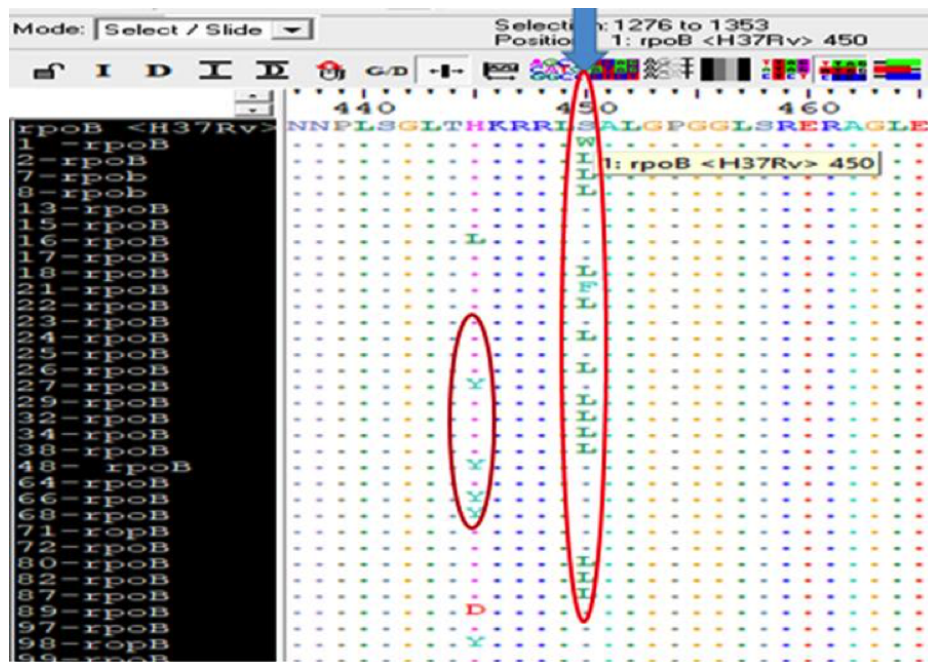 Mode: Select / Slide
Selection: 1276 to 1353
Position 1: rpoB <H37Rv> 450
I D I D G/D
440 450 460
rpoB <H37Rv> NNPLSGLTHKRRLSALGPGGLSRERAGLE
1 -rpoB W
2-rpoB L 1: rpoB <H37Rv> 450
7-rpob L
8-rpob L
13-rpoB
15-rpoB
16-rpoB L
17-rpoB
18-rpoB L
21-rpoB F
22-rpoB L
23-rpoB
24-rpoB L
25-rpoB
26-rpoB L
27-rpoB Y
29-rpoB L
32-rpoB L
34-rpoB L
38-rpoB L
48- rpoB Y
64-rpoB
66-rpoB Y
68-rpoB Y
71-ropB
72-rpoB
80-rpoB L
82-rpoB L
87-rpoB L
89-rpoB D
97-rpoB
98-ropB Y
99-rpoB